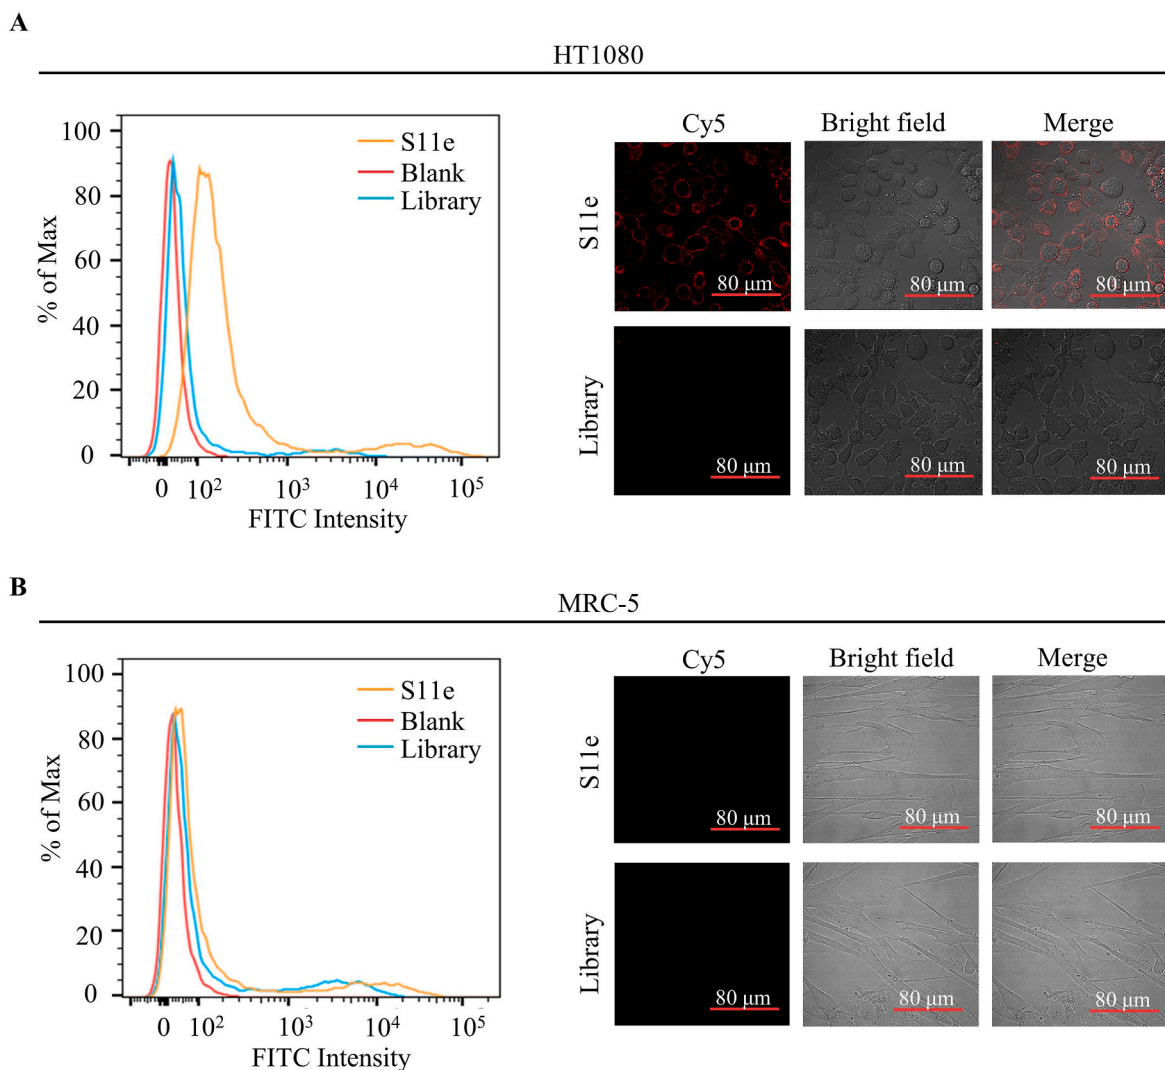 A
HT1080
100
80
60
40
20
0
% of Max
S11e
Blank
Library
0 10² 10³ 10⁴ 10⁵
FITC Intensity
Cy5 Bright field Merge
S11e
80 μm 80 μm 80 μm
Library
80 μm 80 μm 80 μm
B
MRC-5
100
80
60
40
20
0
% of Max
S11e
Blank
Library
0 10² 10³ 10⁴ 10⁵
FITC Intensity
Cy5 Bright field Merge
S11e
80 μm 80 μm 80 μm
Library
80 μm 80 μm 80 μm